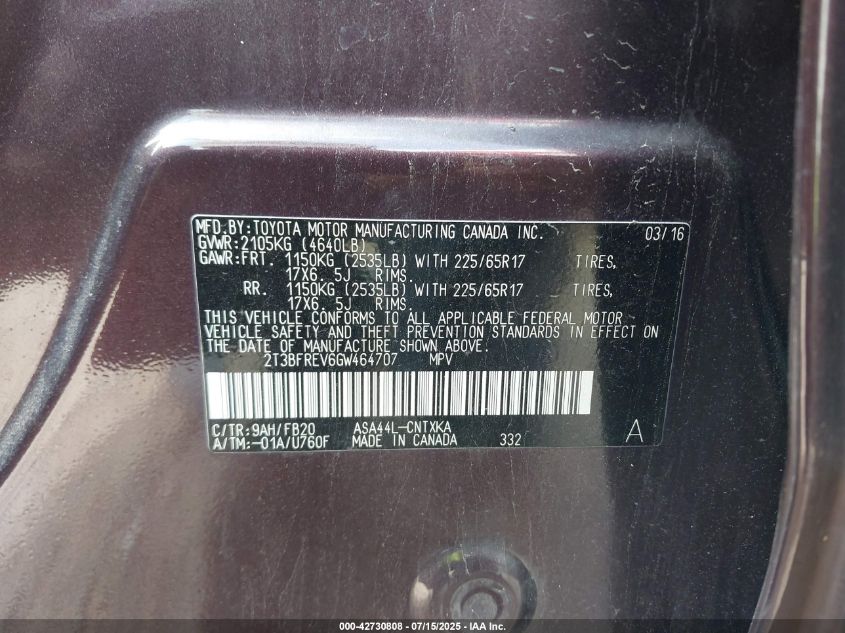 MFD.BY:TOYOTA MOTOR MANUFACTURING CANADA INC. 03/16
GVWR:2105KG (4640LB)
GAWR:FRT. 1150KG (2535LB) WITH 225/65R17 TIRES,
17X6.5J RIMS.
RR. 1150KG (2535LB) WITH 225/65R17 TIRES,
17X6.5J RIMS.
THIS VEHICLE CONFORMS TO ALL APPLICABLE FEDERAL MOTOR
VEHICLE SAFETY AND THEFT PREVENTION STANDARDS IN EFFECT ON
THE DATE OF MANUFACTURE SHOWN ABOVE.
2T3BFREV6GW464707 MPV
C/TR:9AH/FB20 ASA44L-CNTXKA
A/TM:-01A/U760F MADE IN CANADA 332 A
000-42730808 - 07/15/2025 - IAA Inc.